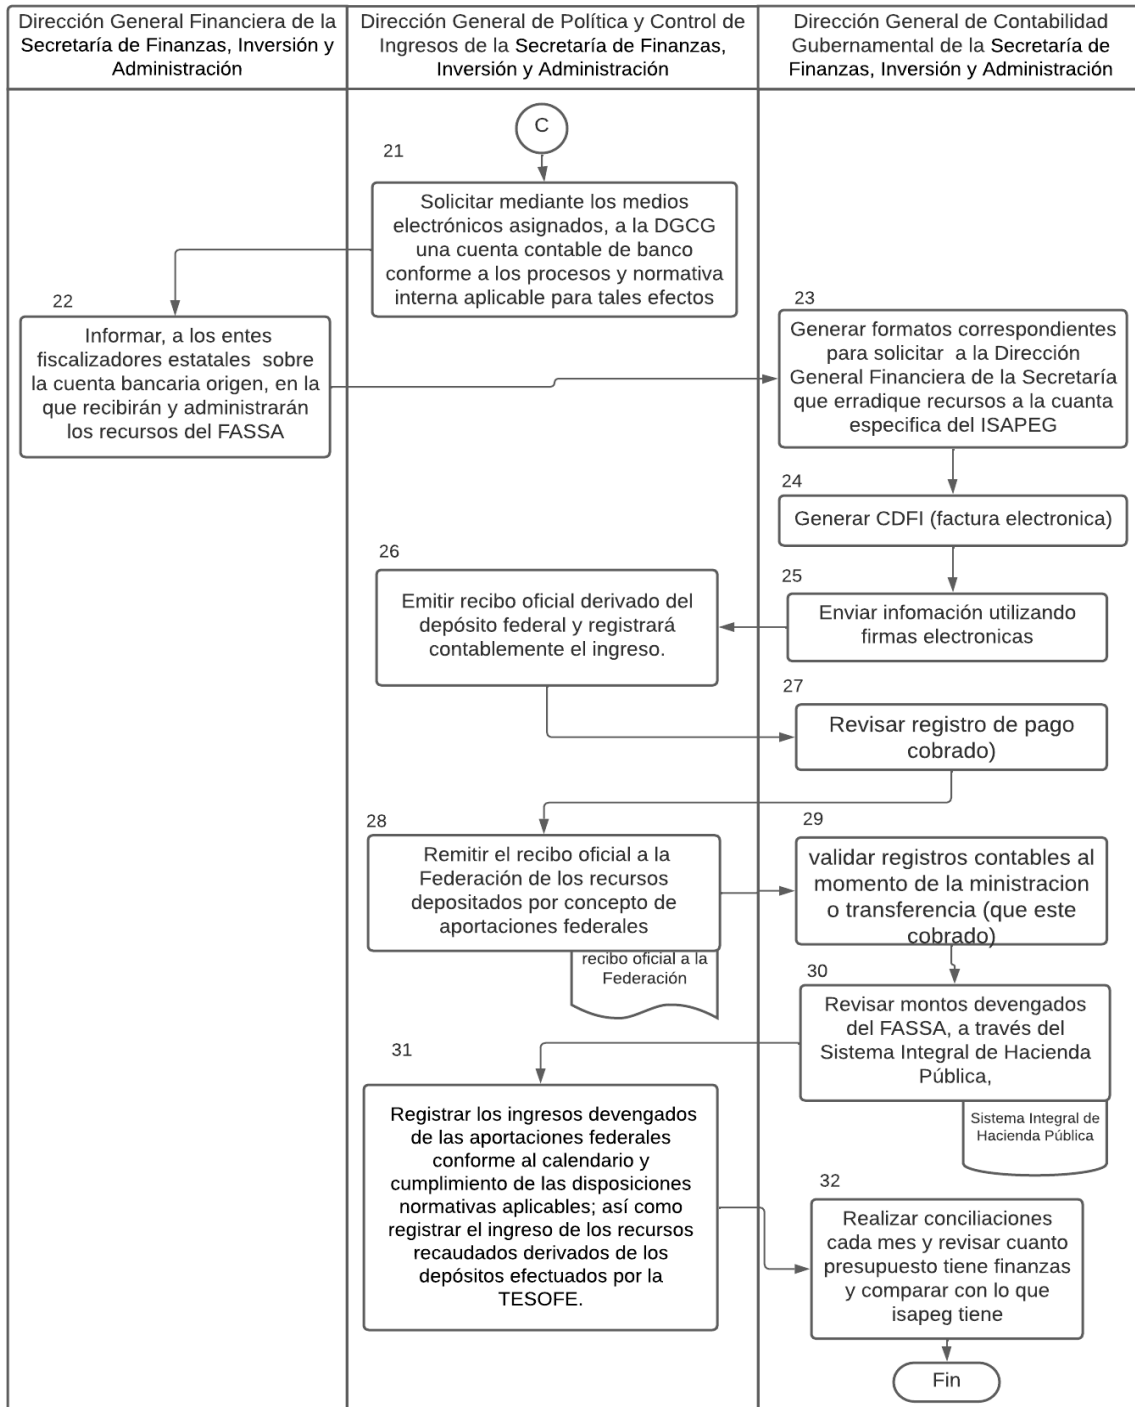 Dirección General Financiera de la
Secretaría de Finanzas, Inversión y
Administración
Dirección General de Política y Control de
Ingresos de la Secretaría de Finanzas,
Inversión y Administración
Dirección General de Contabilidad
Gubernamental de la Secretaría de
Finanzas, Inversión y Administración
C
21
Solicitar mediante los medios
electrónicos asignados, a la DGCG
una cuenta contable de banco
conforme a los procesos y normativa
interna aplicable para tales efectos
22
Informar, a los entes
fiscalizadores estatales sobre
la cuenta bancaria origen, en la
que recibirán y administrarán
los recursos del FASSA
23
Generar formatos correspondientes
para solicitar a la Dirección
General Financiera de la Secretaría
que erradique recursos a la cuanta
especifica del ISAPEG
24
Generar CDFI (factura electronica)
25
Enviar infomación utilizando
firmas electronicas
26
Emitir recibo oficial derivado del
depósito federal y registrará
contablemente el ingreso.
27
Revisar registro de pago
cobrado)
28
Remitir el recibo oficial a la
Federación de los recursos
depositados por concepto de
aportaciones federales
recibo oficial a la
Federación
29
validar registros contables al
momento de la ministracion
o transferencia (que este
cobrado)
30
Revisar montos devengados
del FASSA, a través del
Sistema Integral de Hacienda
Pública,
Sistema Integral de
Hacienda Pública
31
Registrar los ingresos devengados
de las aportaciones federales
conforme al calendario y
cumplimiento de las disposiciones
normativas aplicables; así como
registrar el ingreso de los recursos
recaudados derivados de los
depósitos efectuados por la
TESOFE.
32
Realizar conciliaciones
cada mes y revisar cuanto
presupuesto tiene finanzas
y comparar con lo que
isapeg tiene
Fin